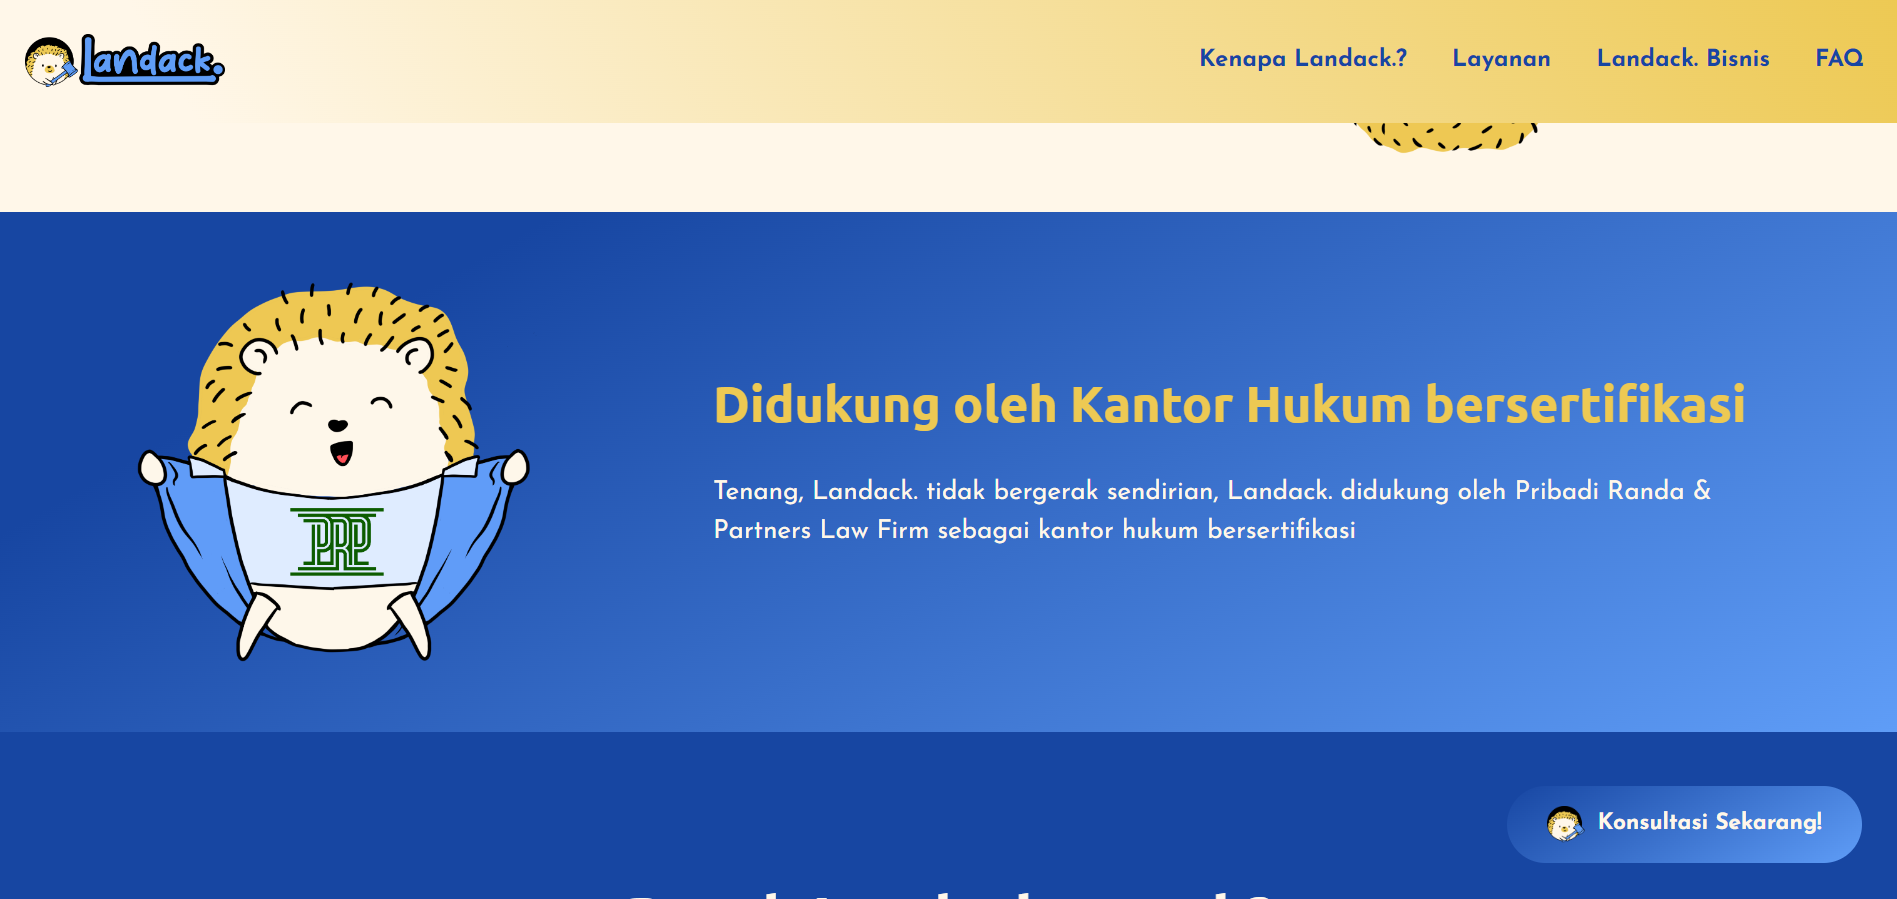 Landack.
Kenapa Landack.? Layanan Landack. Bisnis FAQ
Didukung oleh Kantor Hukum bersertifikasi
Tenang, Landack. tidak bergerak sendirian, Landack. didukung oleh Pribadi Randa &
Partners Law Firm sebagai kantor hukum bersertifikasi
PRP
Konsultasi Sekarang!